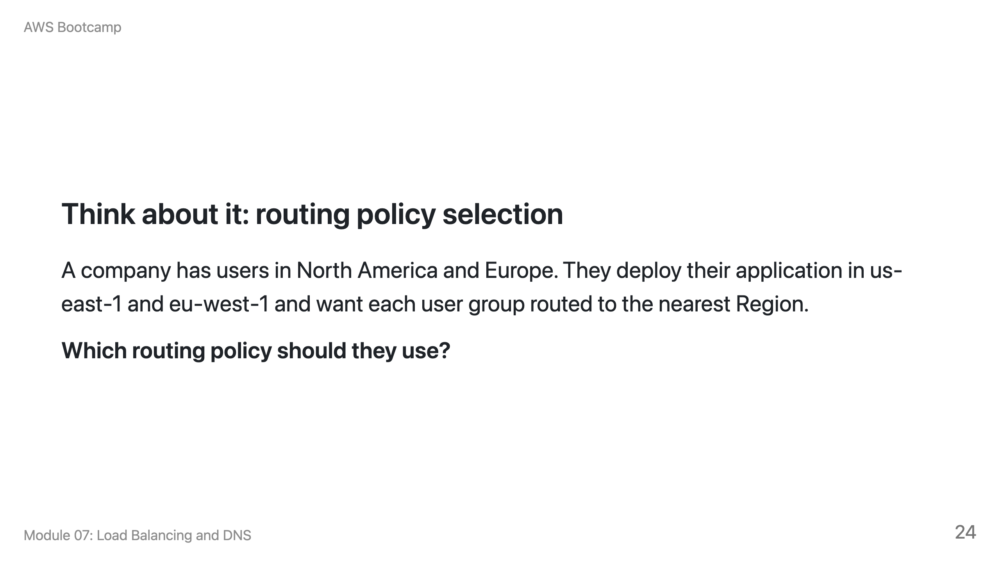 AWS Bootcamp
Think about it: routing policy selection
A company has users in North America and Europe. They deploy their application in us-
east-1 and eu-west-1 and want each user group routed to the nearest Region.
Which routing policy should they use?
Module 07: Load Balancing and DNS
24